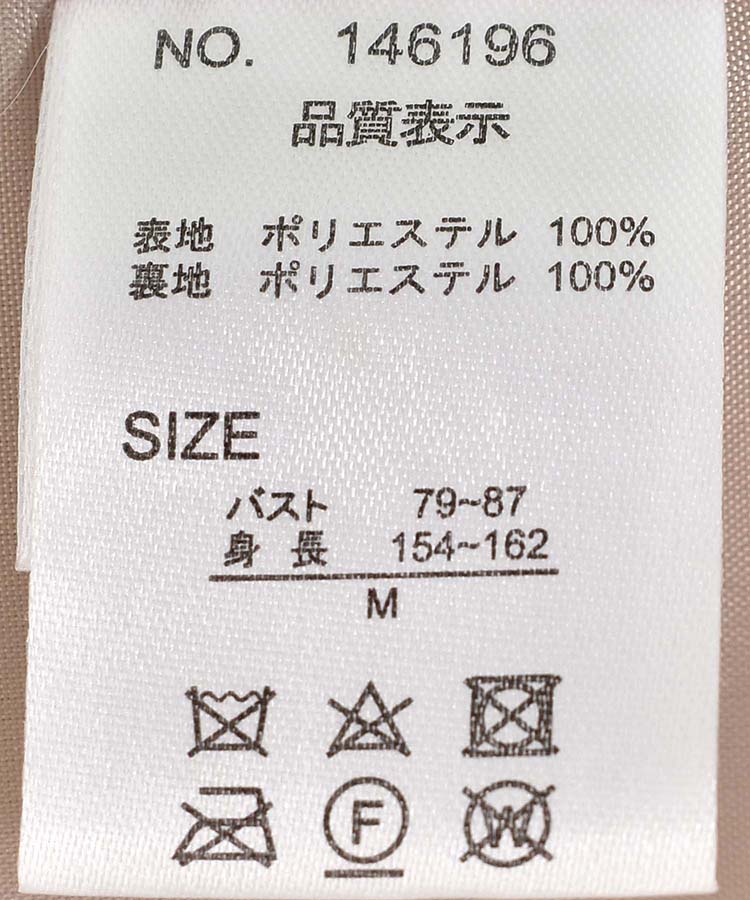 NO. 146196
品質表示
表地 ポリエステル 100%
裏地 ポリエステル 100%
SIZE
バスト 79~87
身長 154~162
M
F
W